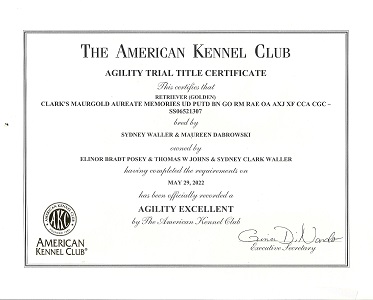 THE AMERICAN KENNEL CLUB
AGILITY TRIAL TITLE CERTIFICATE
This certifies that
RETRIEVER (GOLDEN)
CLARK'S MAURGOLD AUREATE MEMORIES UD PUTD BN GO RM RAE OA AXJ XF CCA CGC –
SS06521307
bred by
SYDNEY WALLER & MAUREEN DABROWSKI
owned by
ELINOR BRADT POSEY & THOMAS W JOHNS & SYDNEY CLARK WALLER
having completed the requirements on
MAY 29, 2022
has been officially recorded a
AGILITY EXCELLENT
by The American Kennel Club
AKC
AMERICAN
KENNEL CLUB®
Executive Secretary